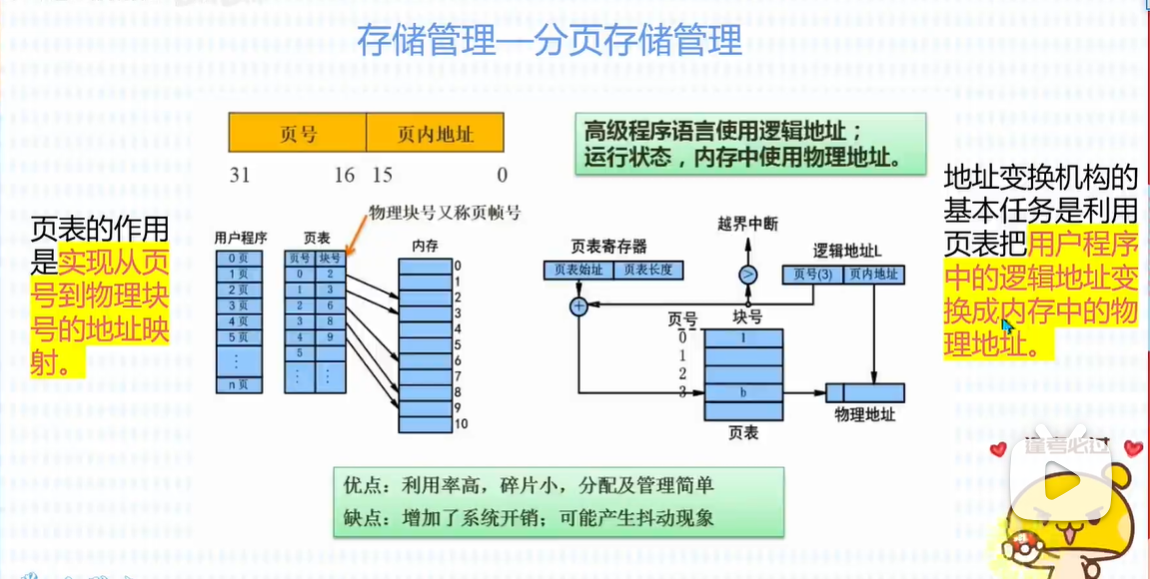 存储管理—分页存储管理
页号 页内地址
31 16 15 0
高级程序语言使用逻辑地址；
运行状态，内存中使用物理地址。
页表的作用
是实现从页
号到物理块
号的地址映
射。
物理块号又称页帧号
用户程序
0 页
1 页
2 页
3 页
4 页
5 页
⋮
n 页
页表
页号 块号
0 2
1 3
2 6
3 8
4 9
5
⋮ ⋮
内存
0
1
2
3
4
5
6
7
8
9
10
越界中断
页表寄存器
页表始址 页表长度
>
逻辑地址L
页号(3) 页内地址
+
页号 块号
0 1
1
2
3 b
页表
物理地址
地址变换机构的
基本任务是利用
页表把用户程序
中的逻辑地址变
换成内存中的物
理地址。
优点：利用率高，碎片小，分配及管理简单
缺点：增加了系统开销；可能产生抖动现象
逢考必过